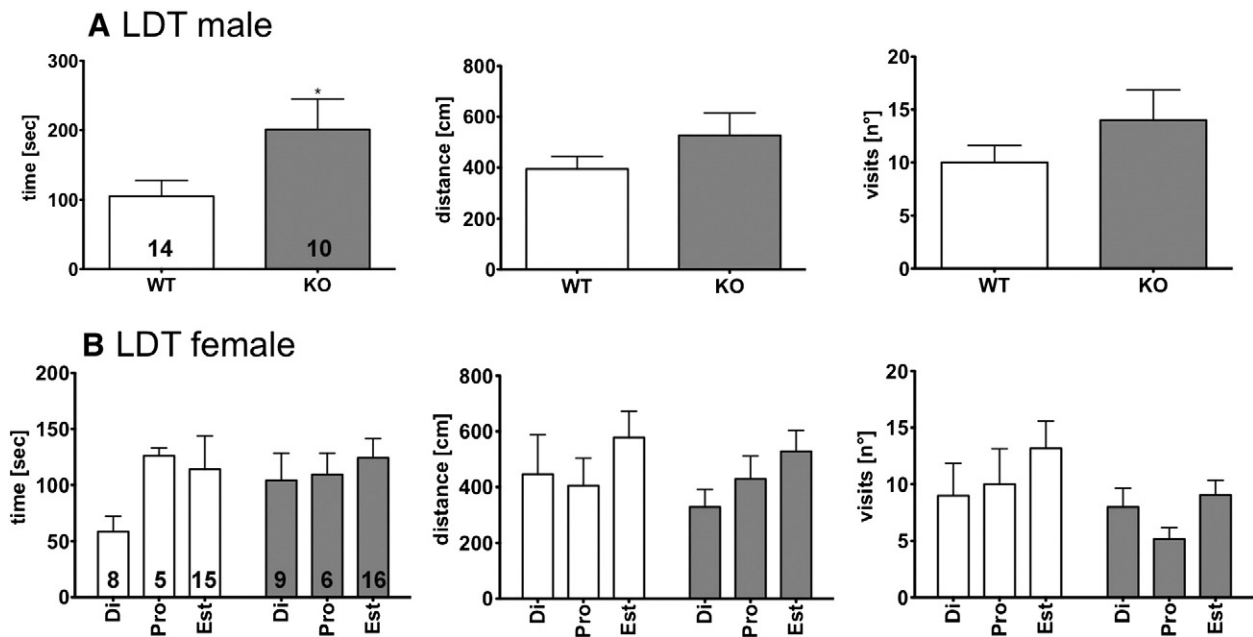 A LDT male
time [sec]
300
200
100
0
*
14
10
WT
KO
distance [cm]
800
600
400
200
0
WT
KO
visits [n°]
20
15
10
5
0
WT
KO
B LDT female
time [sec]
200
150
100
50
0
8
5
15
9
6
16
Di
Pro
Est
Di
Pro
Est
distance [cm]
800
600
400
200
0
Di
Pro
Est
Di
Pro
Est
visits [n°]
20
15
10
5
0
Di
Pro
Est
Di
Pro
Est